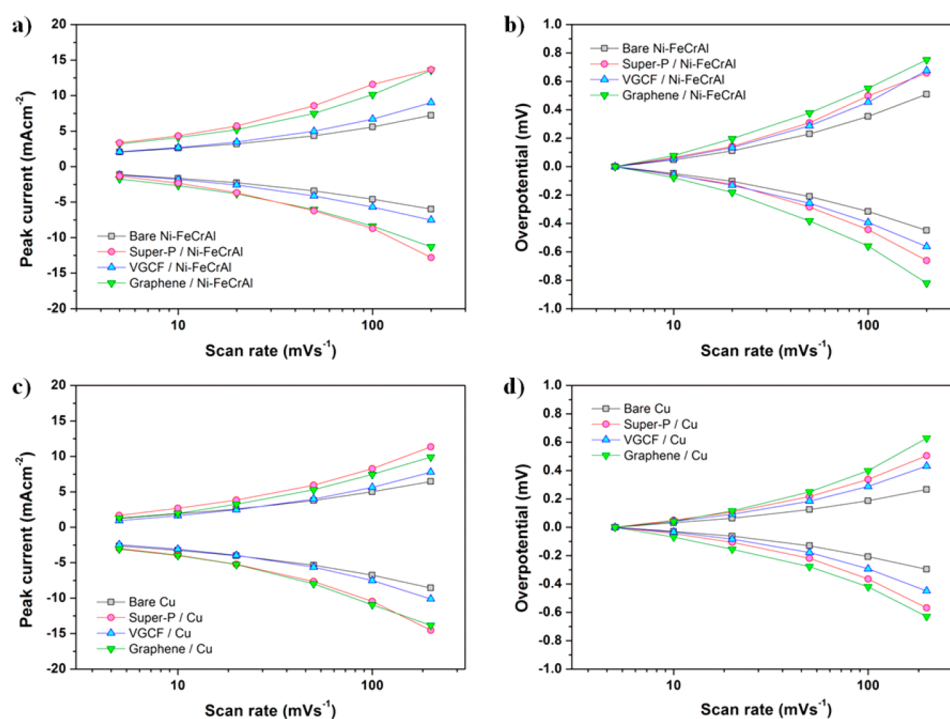 a)
20
15
10
5
0
-5
-10
-15
-20
Peak current (mAcm⁻²)
Bare Ni-FeCrAl
Super-P / Ni-FeCrAl
VGCF / Ni-FeCrAl
Graphene / Ni-FeCrAl
10 100
Scan rate (mVs⁻¹)
b)
1.0
0.8
0.6
0.4
0.2
0.0
-0.2
-0.4
-0.6
-0.8
-1.0
Overpotential (mV)
Bare Ni-FeCrAl
Super-P / Ni-FeCrAl
VGCF / Ni-FeCrAl
Graphene / Ni-FeCrAl
10 100
Scan rate (mVs⁻¹)
c)
20
15
10
5
0
-5
-10
-15
-20
Peak current (mAcm⁻²)
Bare Cu
Super-P / Cu
VGCF / Cu
Graphene / Cu
10 100
Scan rate (mVs⁻¹)
d)
1.0
0.8
0.6
0.4
0.2
0.0
-0.2
-0.4
-0.6
-0.8
-1.0
Overpotential (mV)
Bare Cu
Super-P / Cu
VGCF / Cu
Graphene / Cu
10 100
Scan rate (mVs⁻¹)